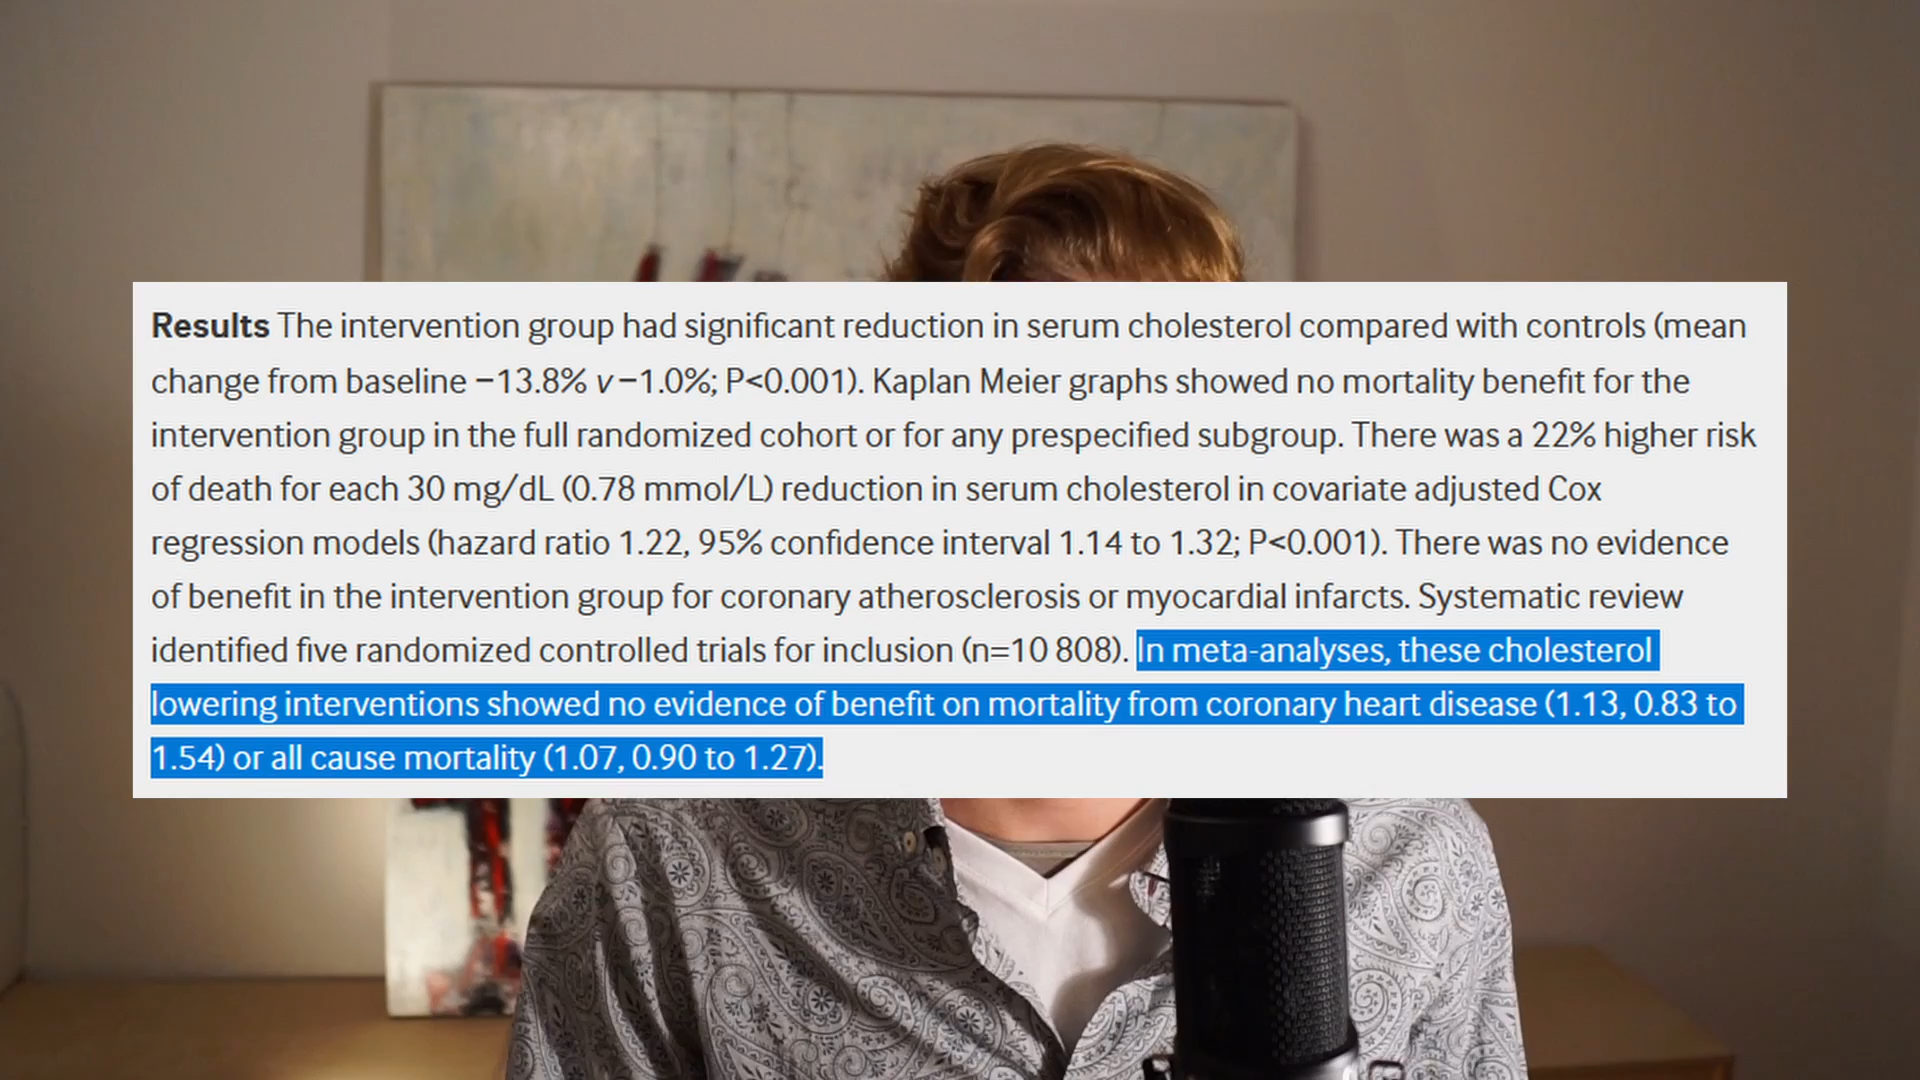 Results The intervention group had significant reduction in serum cholesterol compared with controls (mean
change from baseline −13.8% v −1.0%; P<0.001). Kaplan Meier graphs showed no mortality benefit for the
intervention group in the full randomized cohort or for any prespecified subgroup. There was a 22% higher risk
of death for each 30 mg/dL (0.78 mmol/L) reduction in serum cholesterol in covariate adjusted Cox
regression models (hazard ratio 1.22, 95% confidence interval 1.14 to 1.32; P<0.001). There was no evidence
of benefit in the intervention group for coronary atherosclerosis or myocardial infarcts. Systematic review
identified five randomized controlled trials for inclusion (n=10 808). In meta-analyses, these cholesterol
lowering interventions showed no evidence of benefit on mortality from coronary heart disease (1.13, 0.83 to
1.54) or all cause mortality (1.07, 0.90 to 1.27).